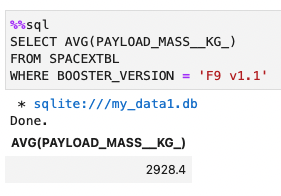 %%sql
SELECT AVG(PAYLOAD_MASS__KG_)
FROM SPACEXTBL
WHERE BOOSTER_VERSION = 'F9 v1.1'
* sqlite:///my_data1.db
Done.
AVG(PAYLOAD_MASS__KG_)
2928.4